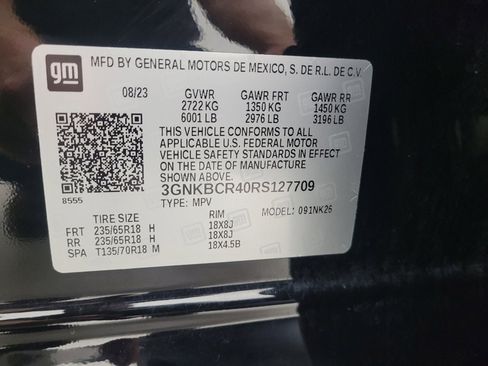 gm
MFD BY GENERAL MOTORS DE MEXICO, S. DE R.L. DE C.V.
08/23 GVWR GAWR FRT GAWR RR
2722 KG 1350 KG 1450 KG
6001 LB 2976 LB 3196 LB
THIS VEHICLE CONFORMS TO ALL
APPLICABLE U.S. FEDERAL MOTOR
VEHICLE SAFETY STANDARDS IN
EFFECT ON THE DATE OF
MANUFACTURE SHOWN ABOVE.
8555 3GNKBCR40RS127709
TYPE: MPV MODEL: 091NK26
TIRE SIZE RIM
FRT 235/65R18 H 18X8J
RR 235/65R18 H 18X8J
SPA T135/70R18 M 18X4.5B